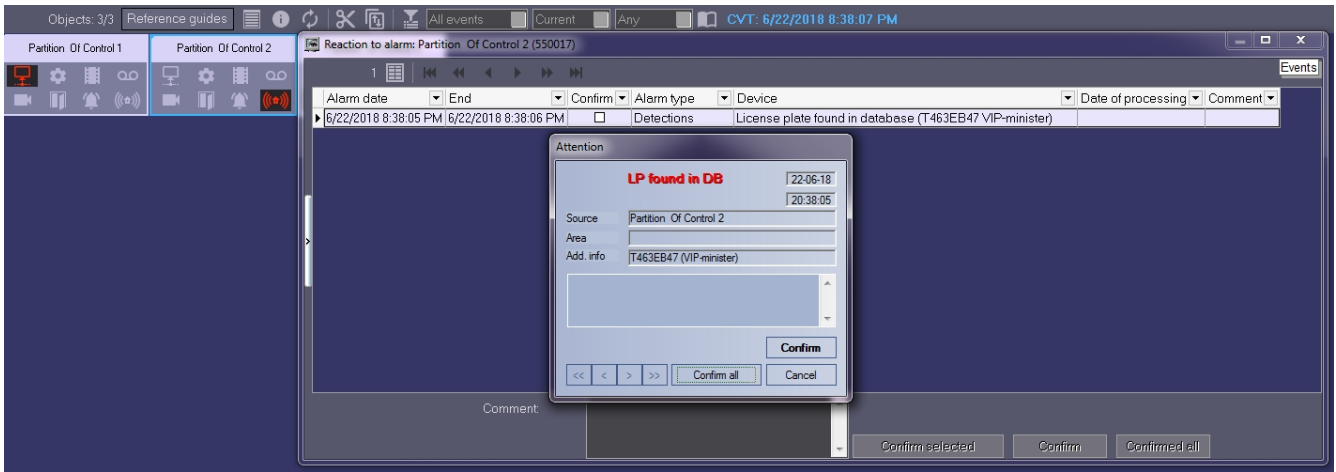 Objects: 3/3 Reference guides All events Current Any CVT: 6/22/2018 8:38:07 PM
Partition Of Control 1 Partition Of Control 2 Reaction to alarm: Partition Of Control 2 (550017) X
1 Events
Alarm date End Confirm Alarm type Device Date of processing Comment
6/22/2018 8:38:05 PM 6/22/2018 8:38:06 PM Detections License plate found in database (T463EB47 VIP-minister)
Attention
LP found in DB 22-06-18
20:38:05
Source Partition Of Control 2
Area
Add. info T463EB47 (VIP-minister)
Confirm
<< < > >> Confirm all Cancel
Comment:
Confirm selected Confirm Confirmed all